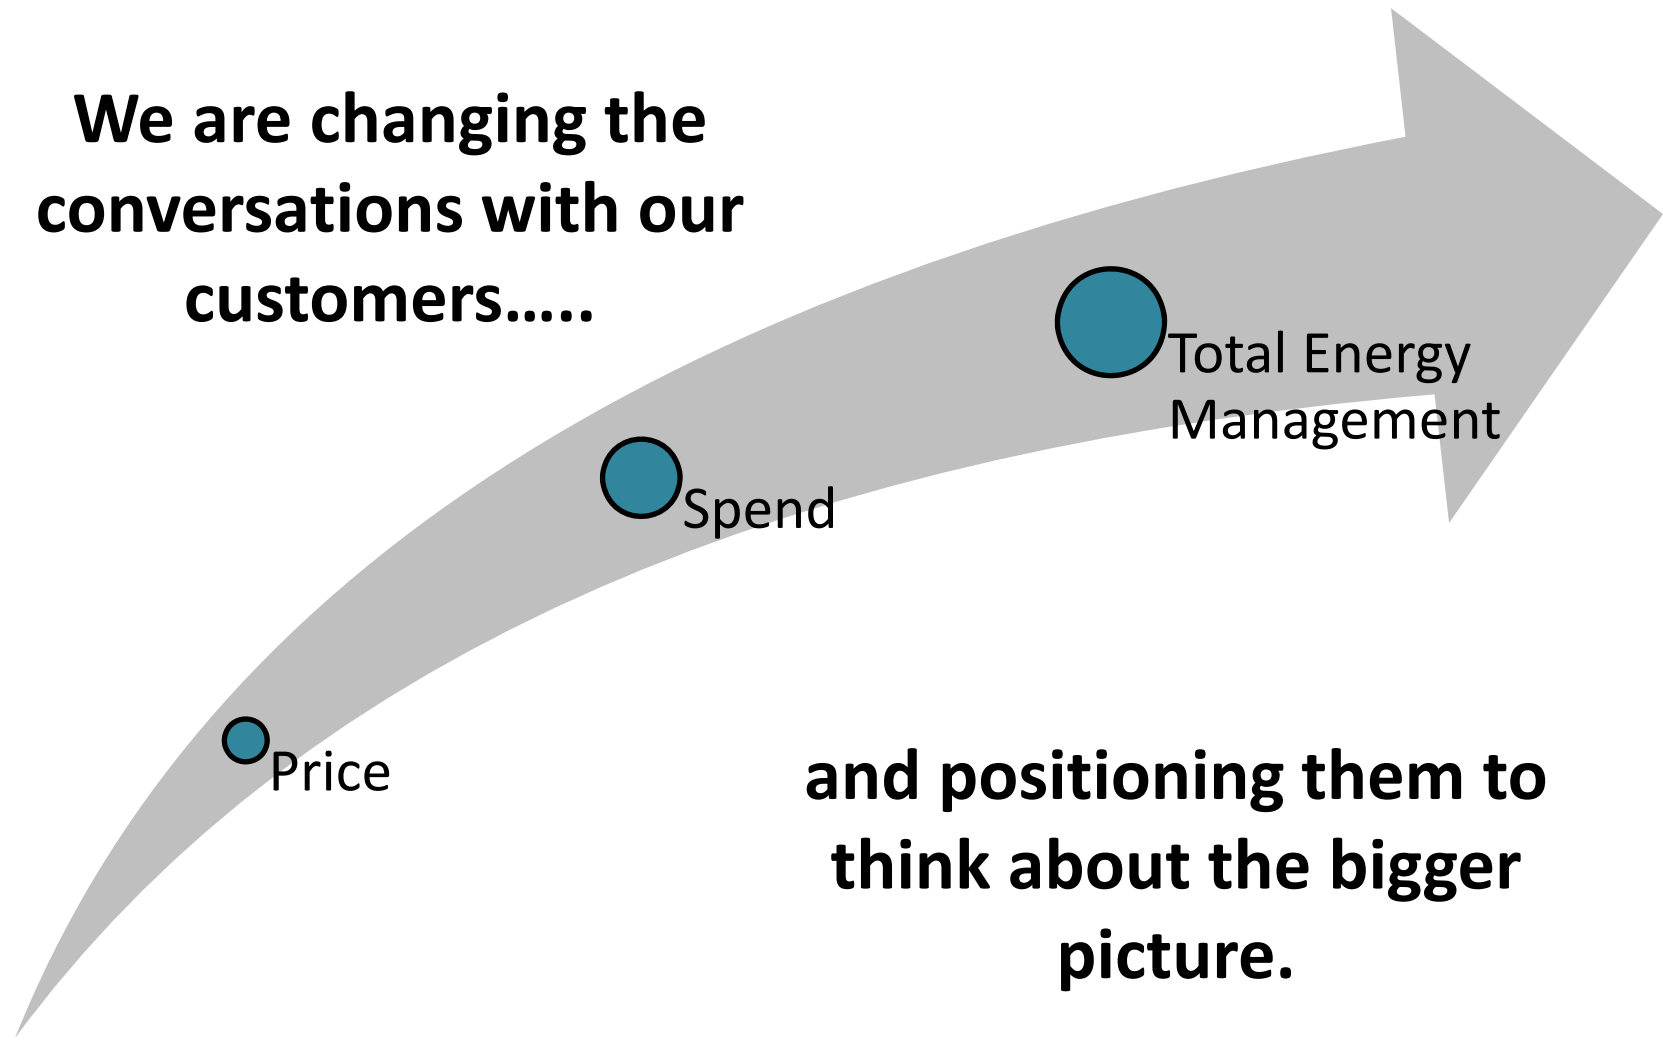 We are changing the
conversations with our
customers…..
Total Energy
Management
Spend
Price
and positioning them to
think about the bigger
picture.